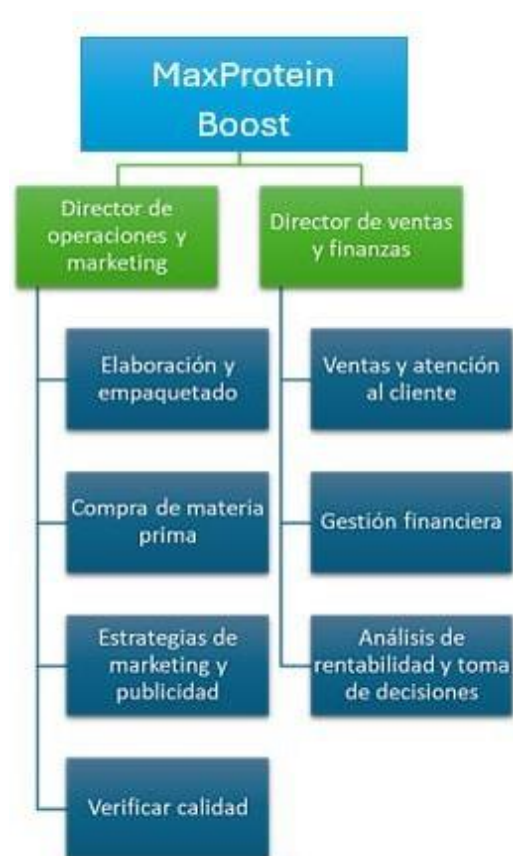 MaxProtein
Boost
Director de
operaciones y
marketing
Elaboración y
empaquetado
Compra de materia
prima
Estrategias de
marketing y
publicidad
Verificar calidad
Director de ventas
y finanzas
Ventas y atención
al cliente
Gestión financiera
Análisis de
rentabilidad y toma
de decisiones